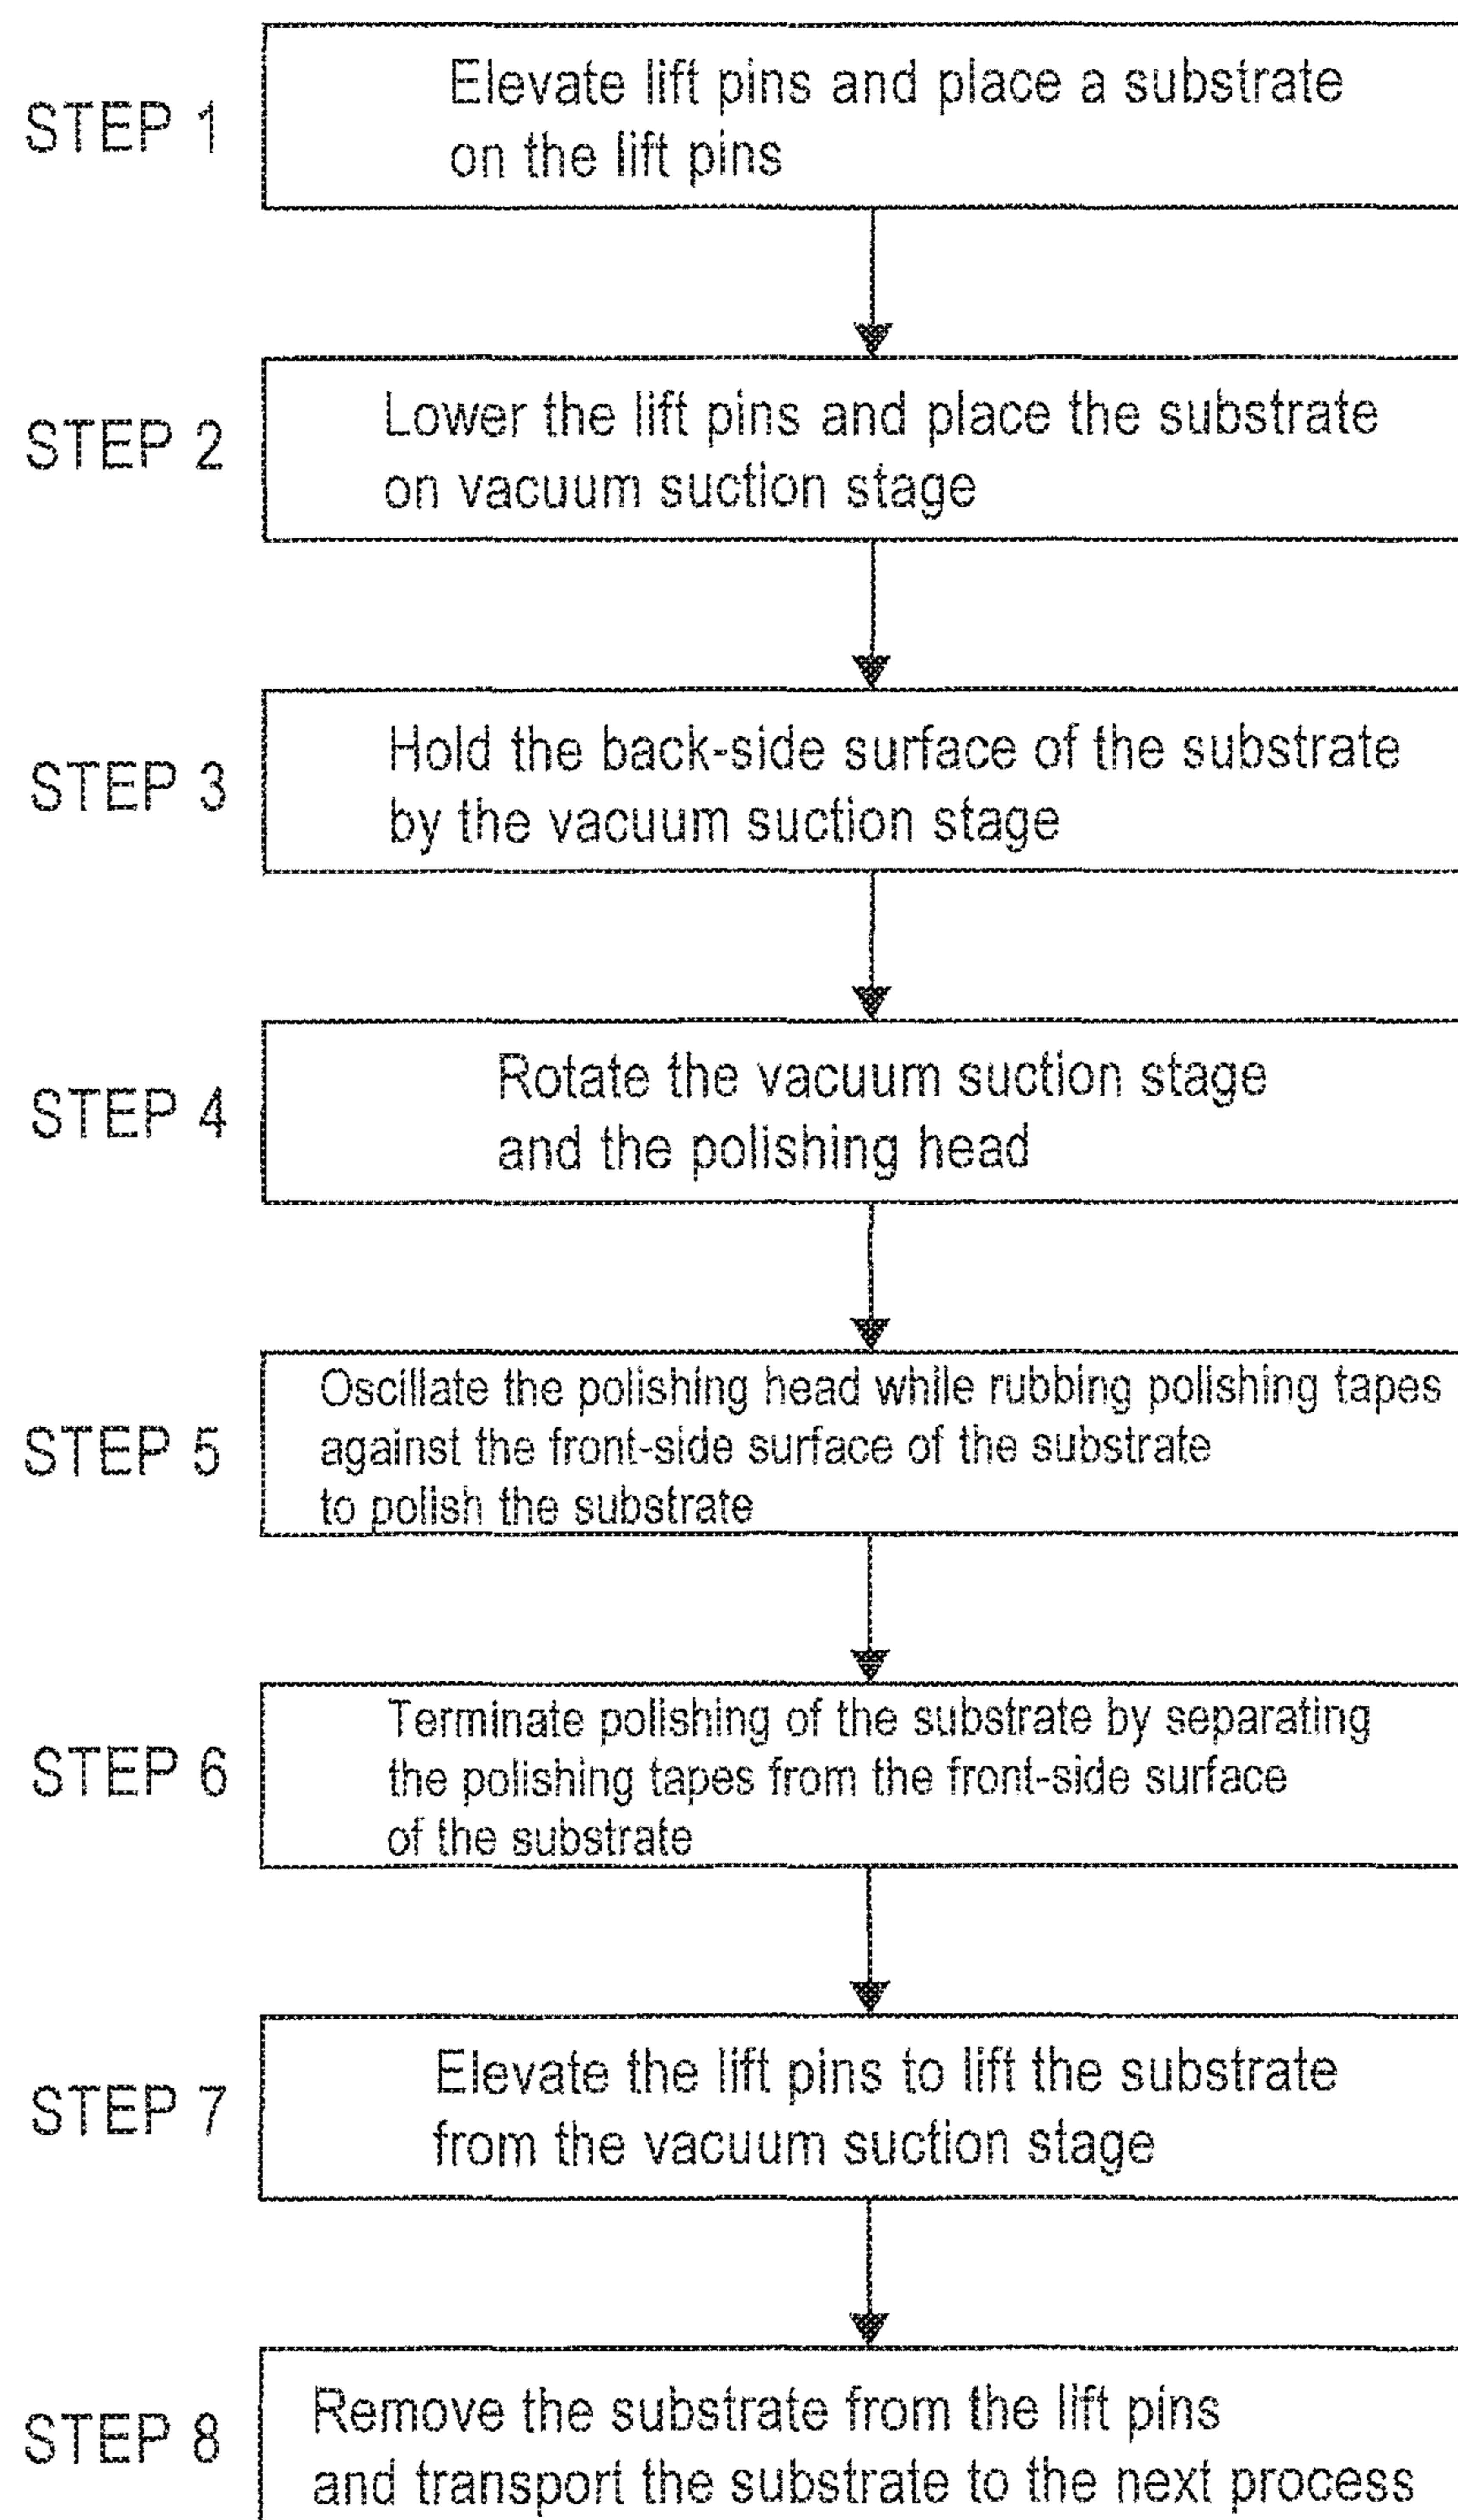 STEP 1
Elevate lift pins and place a substrate
on the lift pins
STEP 2
Lower the lift pins and place the substrate
on vacuum suction stage
STEP 3
Hold the back-side surface of the substrate
by the vacuum suction stage
STEP 4
Rotate the vacuum suction stage
and the polishing head
STEP 5
Oscillate the polishing head while rubbing polishing tapes
against the front-side surface of the substrate
to polish the substrate
STEP 6
Terminate polishing of the substrate by separating
the polishing tapes from the front-side surface
of the substrate
STEP 7
Elevate the lift pins to lift the substrate
from the vacuum suction stage
STEP 8
Remove the substrate from the lift pins
and transport the substrate to the next process